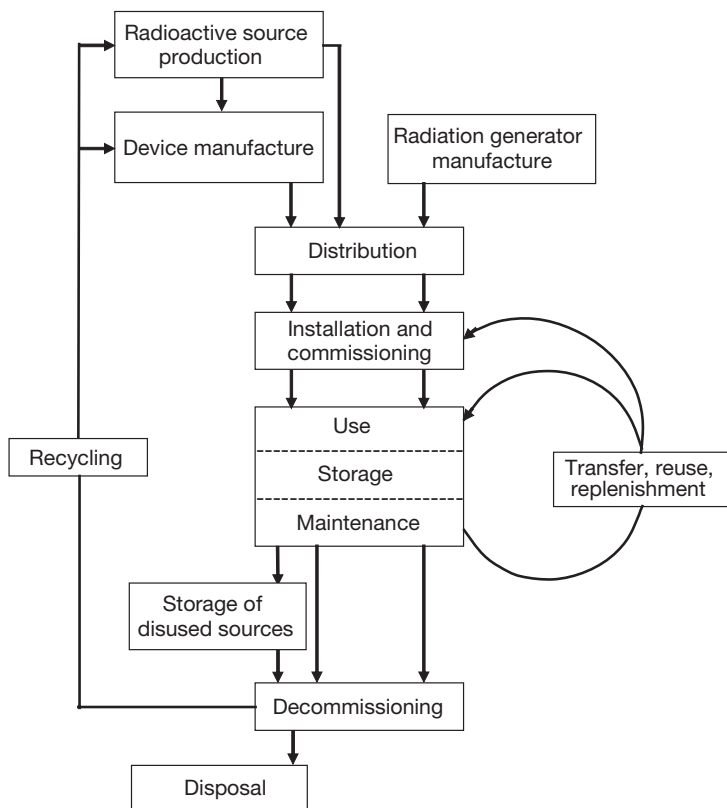 Radioactive source
production
Device manufacture
Radiation generator
manufacture
Distribution
Installation and
commissioning
Use
Storage
Maintenance
Recycling
Transfer, reuse,
replenishment
Storage of
disused sources
Decommissioning
Disposal